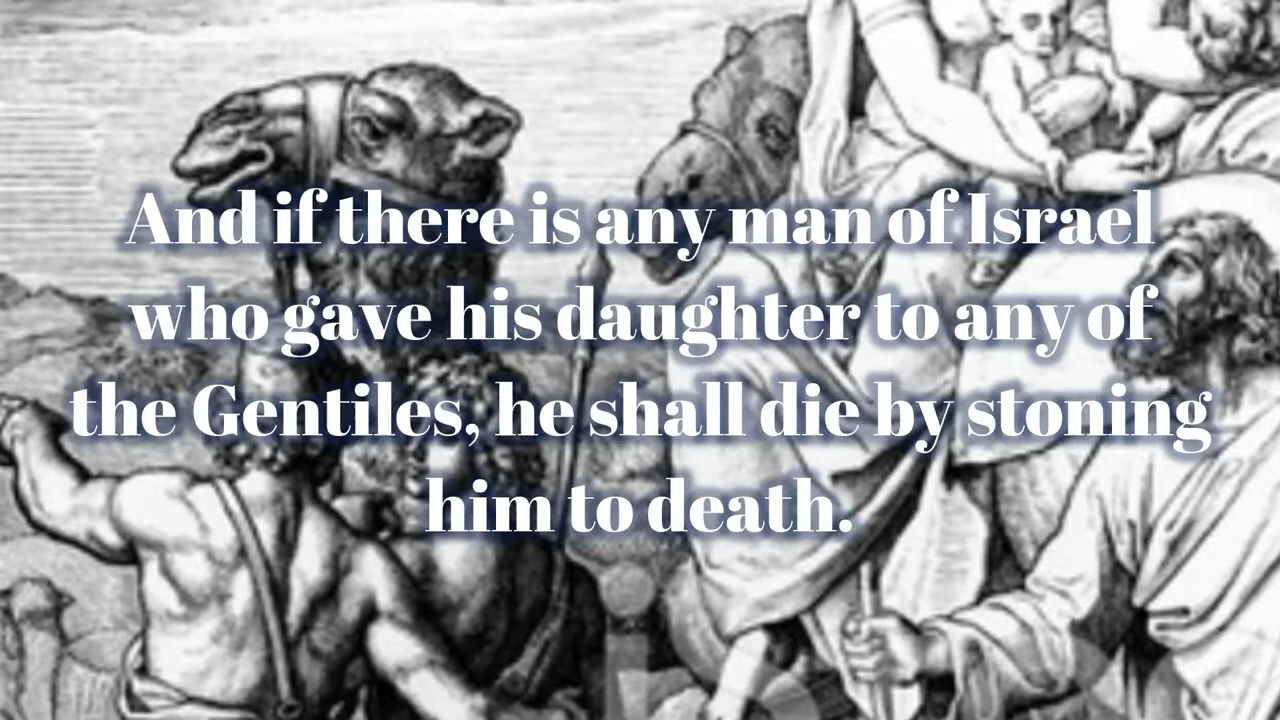 And if there is any man of Israel
who gave his daughter to any of
the Gentiles, he shall die by stoning
him to death.